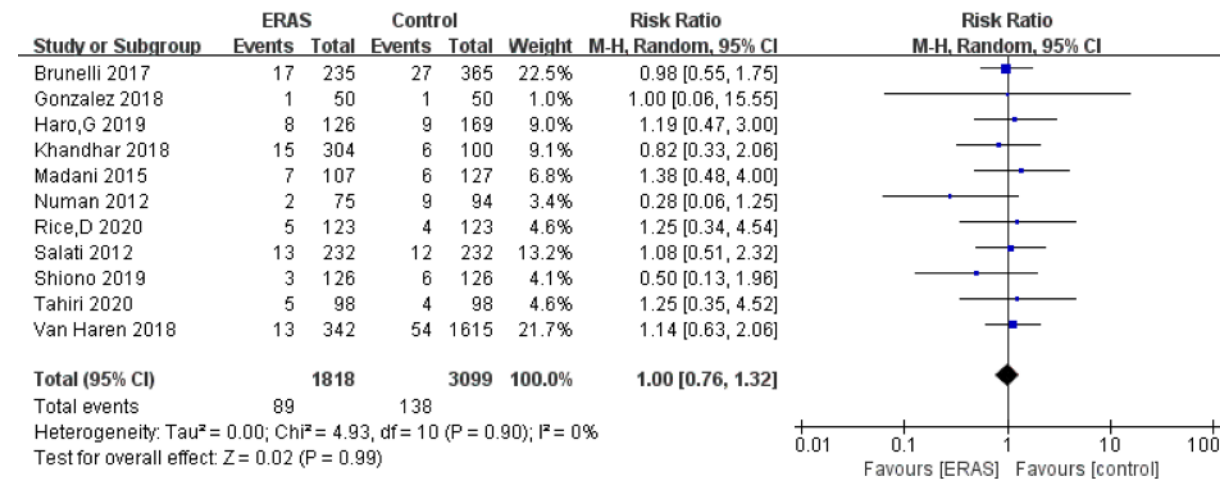 ERAS Control Risk Ratio Risk Ratio
Study or Subgroup Events Total Events Total Weight M-H, Random, 95% CI M-H, Random, 95% CI
Brunelli 2017 17 235 27 365 22.5% 0.98 [0.55, 1.75]
Gonzalez 2018 1 50 1 50 1.0% 1.00 [0.06, 15.55]
Haro,G 2019 8 126 9 169 9.0% 1.19 [0.47, 3.00]
Khandhar 2018 15 304 6 100 9.1% 0.82 [0.33, 2.06]
Madani 2015 7 107 6 127 6.8% 1.38 [0.48, 4.00]
Numan 2012 2 75 9 94 3.4% 0.28 [0.06, 1.25]
Rice,D 2020 5 123 4 123 4.6% 1.25 [0.34, 4.54]
Salati 2012 13 232 12 232 13.2% 1.08 [0.51, 2.32]
Shiono 2019 3 126 6 126 4.1% 0.50 [0.13, 1.96]
Tahiri 2020 5 98 4 98 4.6% 1.25 [0.35, 4.52]
Van Haren 2018 13 342 54 1615 21.7% 1.14 [0.63, 2.06]
Total (95% CI) 1818 3099 100.0% 1.00 [0.76, 1.32]
Total events 89 138
Heterogeneity: Tau² = 0.00; Chi² = 4.93, df = 10 (P = 0.90); I² = 0%
Test for overall effect: Z = 0.02 (P = 0.99)
0.01 0.1 1 10 100
Favours [ERAS] Favours [control]